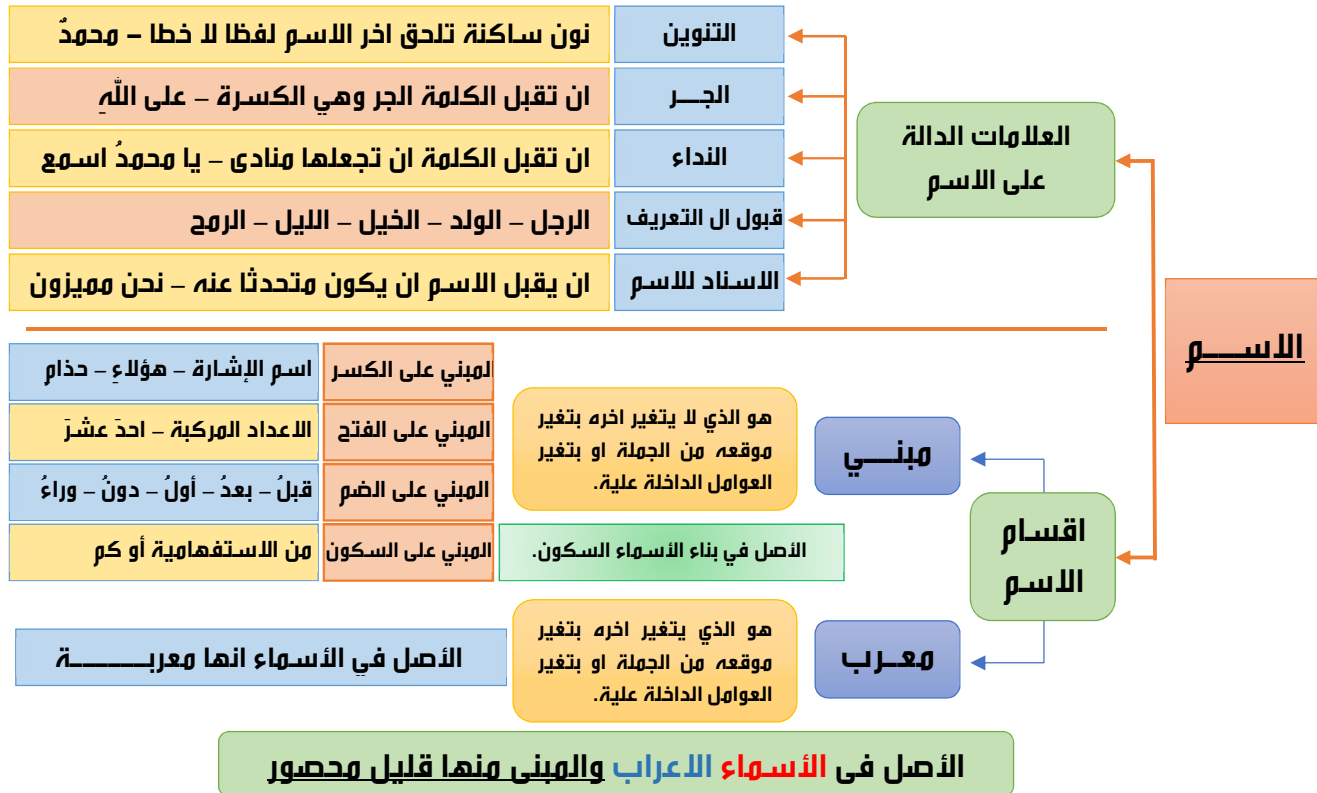 التنوين
نون ساكنة تلحق اخر الاسم لفظا لا خطا – محمدٌ
الجـــر
ان تقبل الكلمة الجر وهي الكسرة – على اللّٰهِ
النداء
ان تقبل الكلمة ان تجعلها منادى – يا محمدُ اسمع
قبول ال التعريف
الرجل – الولد – الخيل – الليل – الرمح
الاسناد للاسم
ان يقبل الاسم ان يكون متحدثا عنه – نحن مميزون
العلامات الدالة
على الاسم
الاســــم
المبني على الكسر
اسم الإشارة – هؤلاءِ – حذامِ
المبني على الفتح
الاعداد المركبة – احدَ عشرَ
المبني على الضم
قبلُ – بعدُ – أولُ – دونُ – وراءُ
المبني على السكون
من الاستفهامية أو كم
مبنـــي
هو الذي لا يتغير اخره بتغير
موقعه من الجملة او بتغير
العوامل الداخلة علية.
الأصل في بناء الأسماء السكون.
اقسام
الاسم
معـرب
هو الذي يتغير اخره بتغير
موقعه من الجملة او بتغير
العوامل الداخلة علية.
الأصل في الأسماء انها معربـــــــة
الأصل فى الأسماء الاعراب والمبنى منها قليل محصور